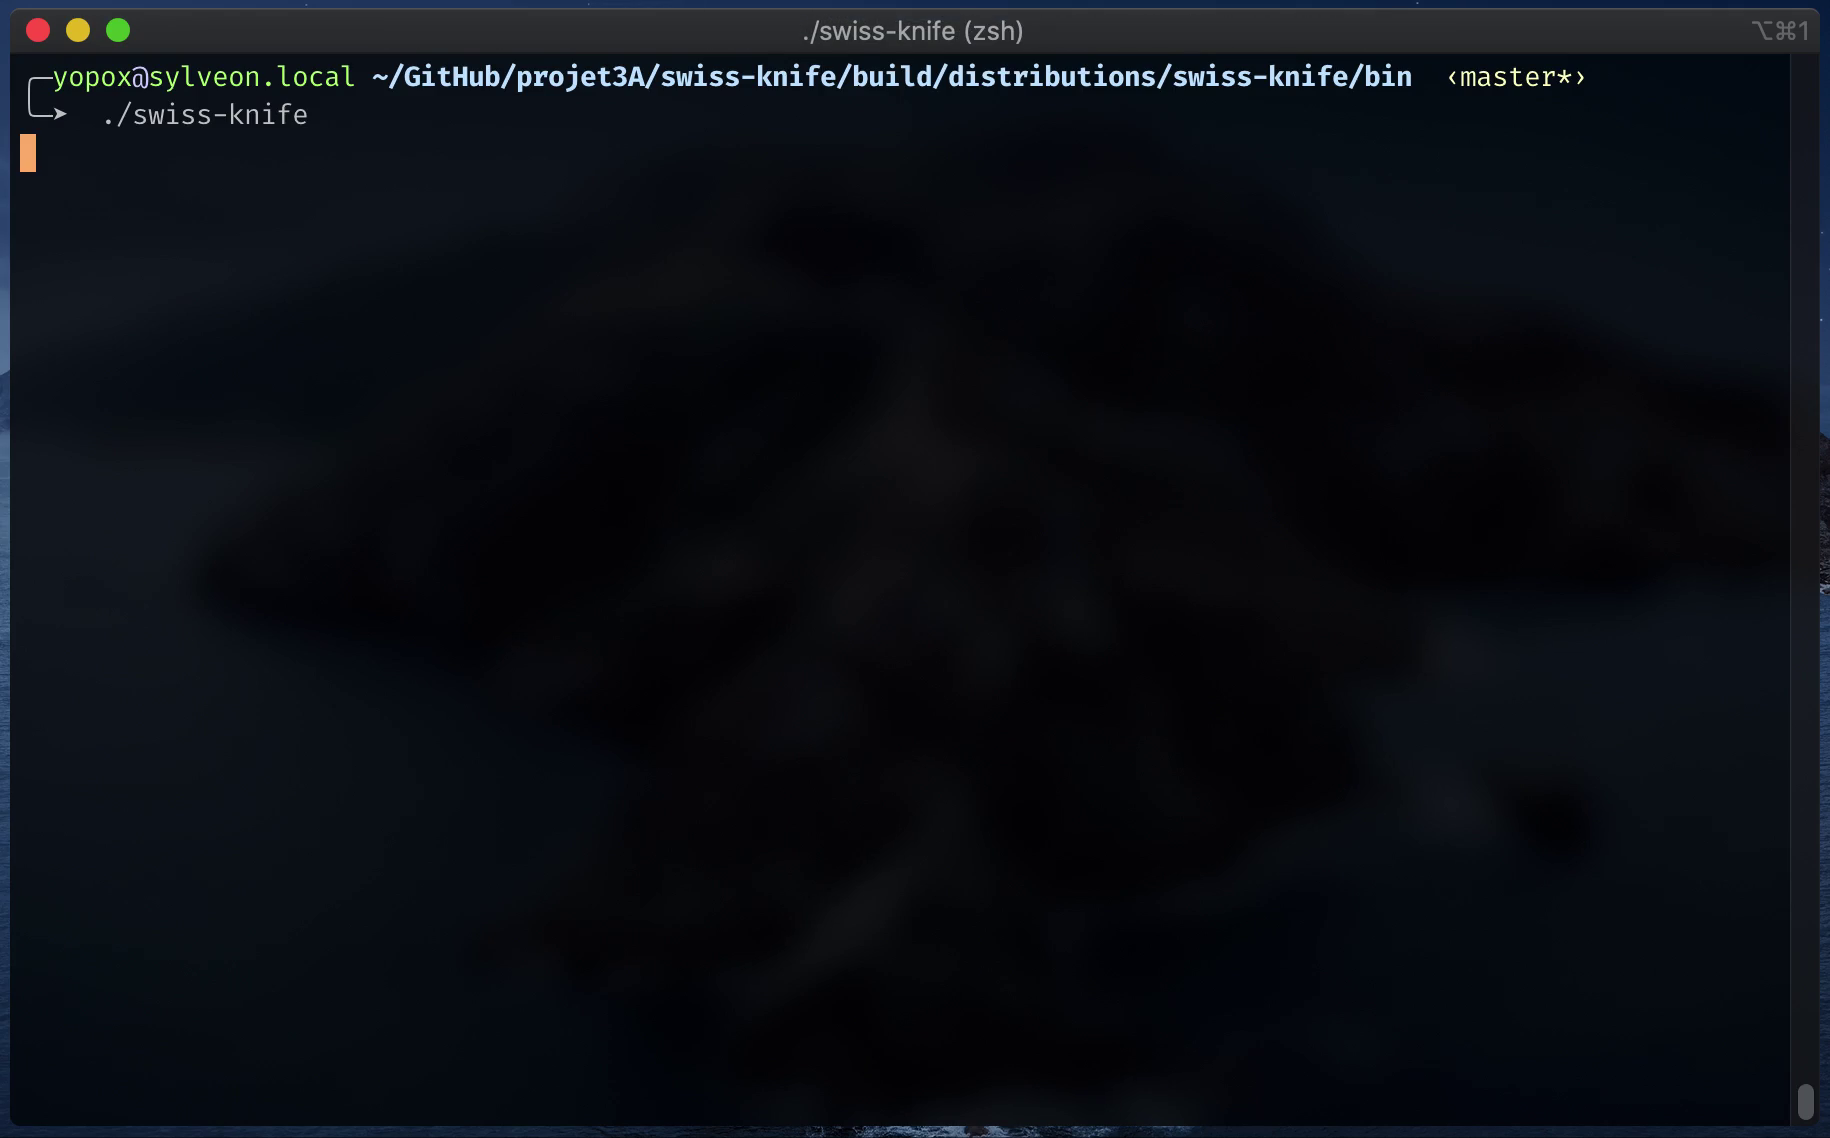 ./swiss-knife (zsh)
⌥⌘1
yopox@sylveon.local ~/GitHub/projet3A/swiss-knife/build/distributions/swiss-knife/bin ‹master*›
./swiss-knife